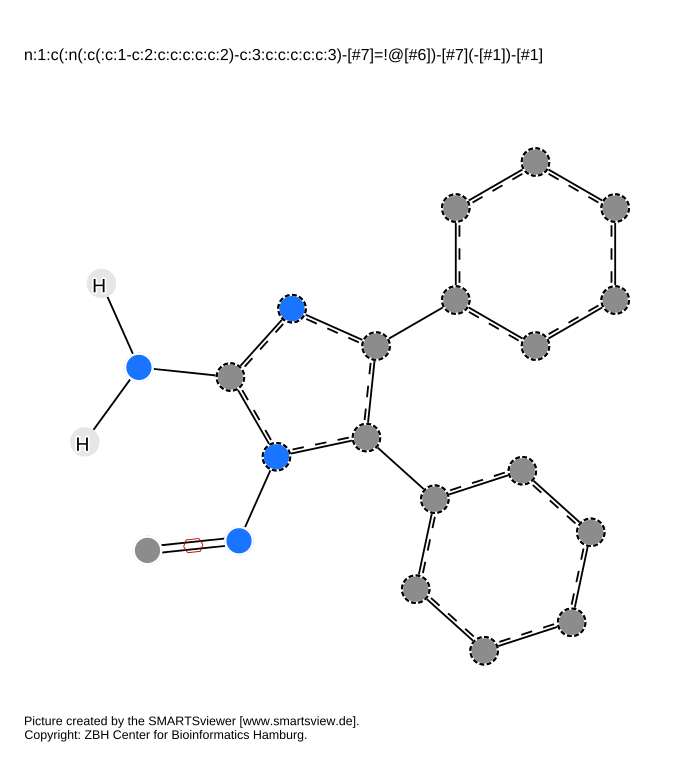 n:1:c(:n(:c(:c:1-c:2:c:c:c:c:c:2)-c:3:c:c:c:c:c:3)-[#7]=!@[#6])-[#7](-[#1])-[#1]
H
H
Picture created by the SMARTSviewer [www.smartsview.de].
Copyright: ZBH Center for Bioinformatics Hamburg.